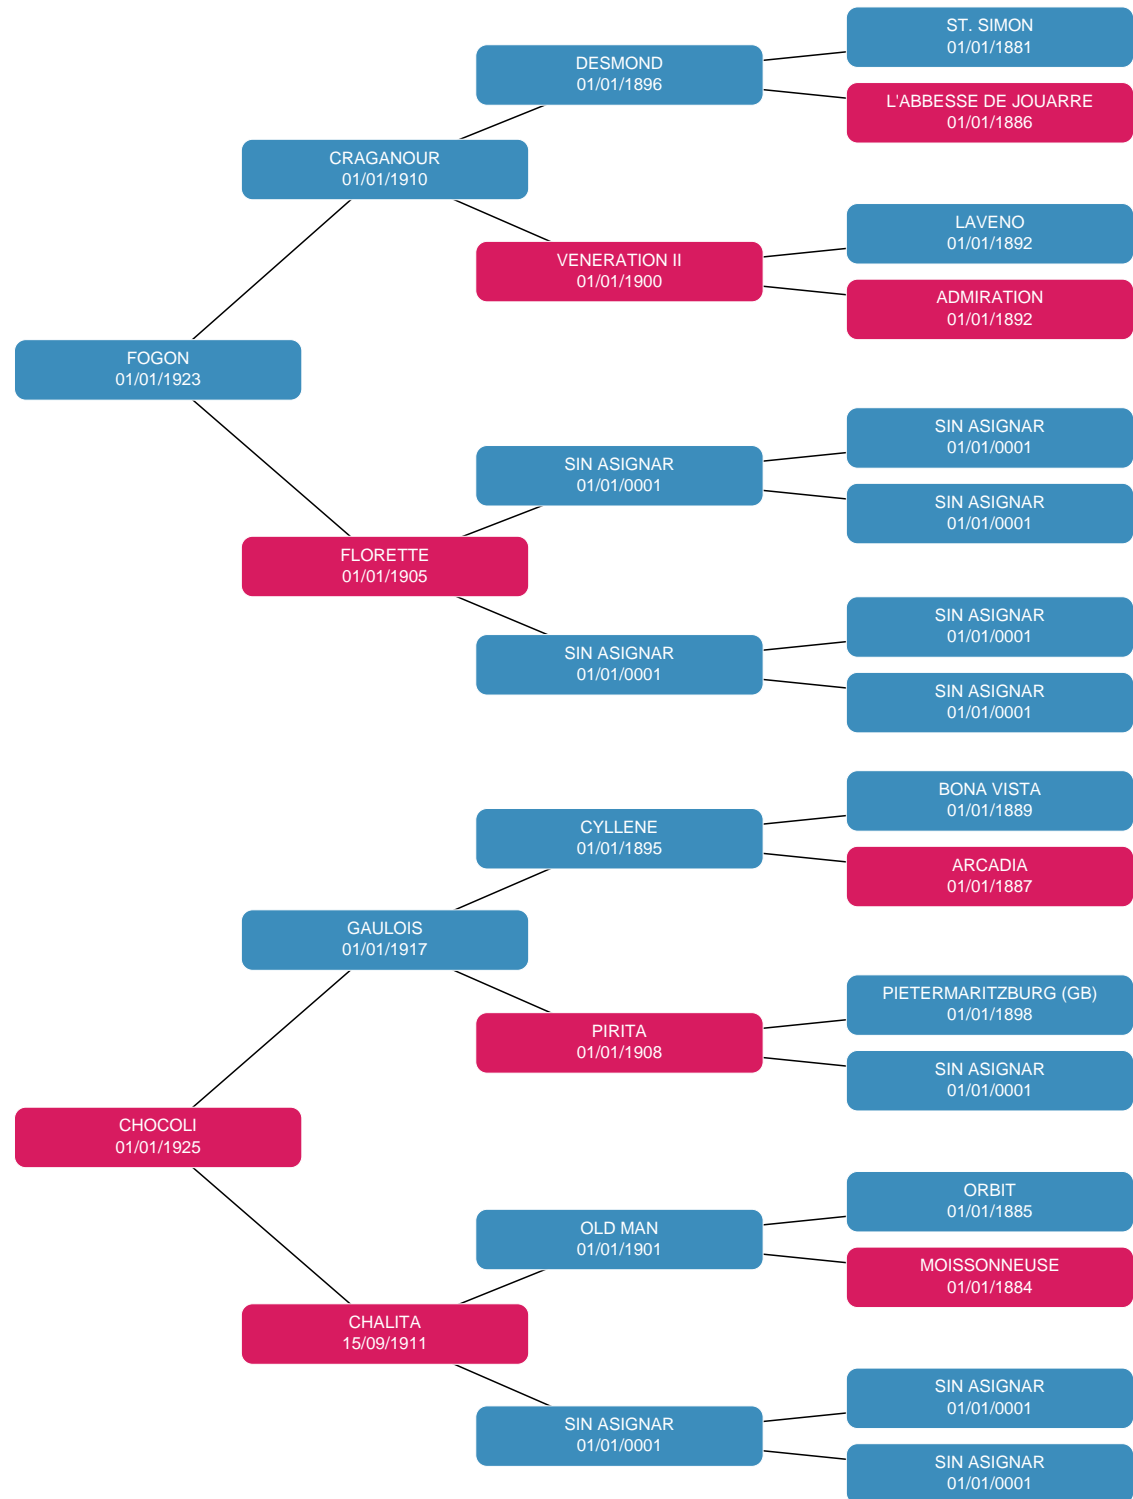 ST. SIMON
01/01/1881
DESMOND
01/01/1896
L'ABBESSE DE JOUARRE
01/01/1886
CRAGANOUR
01/01/1910
LAVENO
01/01/1892
VENERATION II
01/01/1900
ADMIRATION
01/01/1892
FOGON
01/01/1923
SIN ASIGNAR
01/01/0001
SIN ASIGNAR
01/01/0001
SIN ASIGNAR
01/01/0001
FLORETTE
01/01/1905
SIN ASIGNAR
01/01/0001
SIN ASIGNAR
01/01/0001
SIN ASIGNAR
01/01/0001
BONA VISTA
01/01/1889
CYLLENE
01/01/1895
ARCADIA
01/01/1887
GAULOIS
01/01/1917
PIETERMARITZBURG (GB)
01/01/1898
PIRITA
01/01/1908
SIN ASIGNAR
01/01/0001
CHOCOLI
01/01/1925
ORBIT
01/01/1885
OLD MAN
01/01/1901
MOISSONNEUSE
01/01/1884
CHALITA
15/09/1911
SIN ASIGNAR
01/01/0001
SIN ASIGNAR
01/01/0001
SIN ASIGNAR
01/01/0001